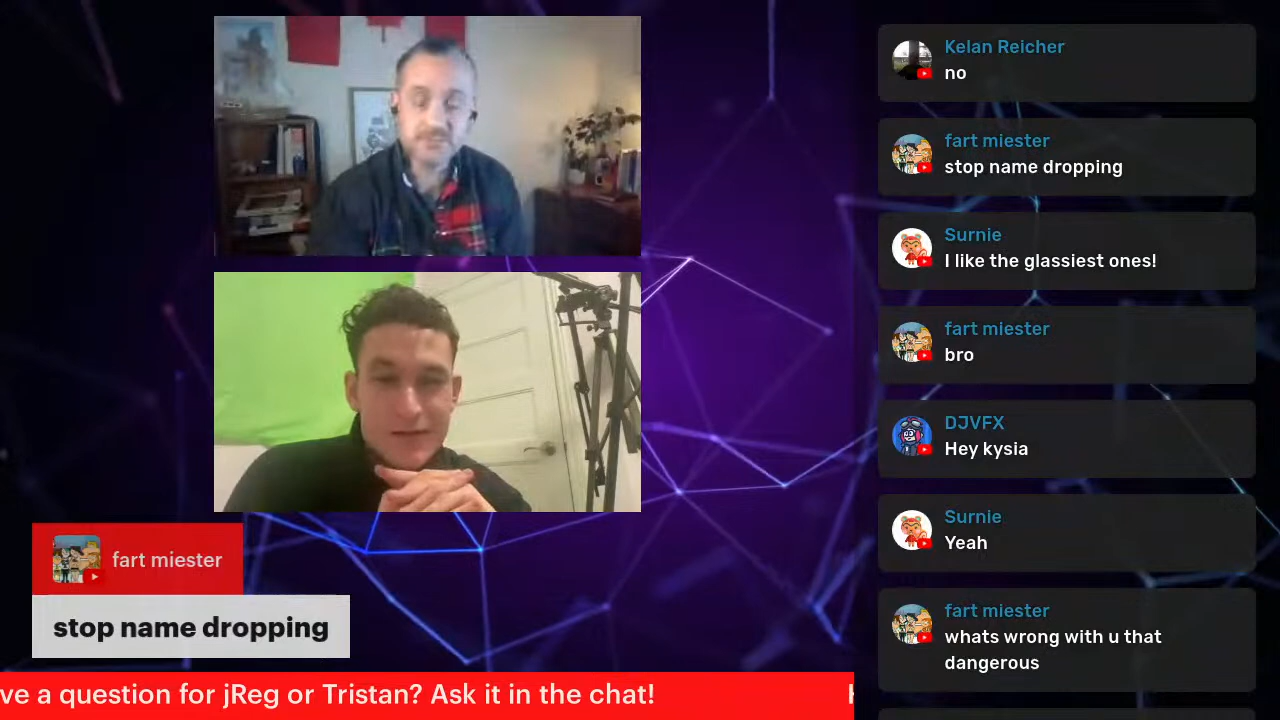 Kelan Reicher
no
fart miester
stop name dropping
Surnie
I like the glassiest ones!
fart miester
bro
DJVFX
Hey kysia
Surnie
Yeah
fart miester
whats wrong with u that
dangerous
fart miester
stop name dropping
ve a question for jReg or Tristan? Ask it in the chat!